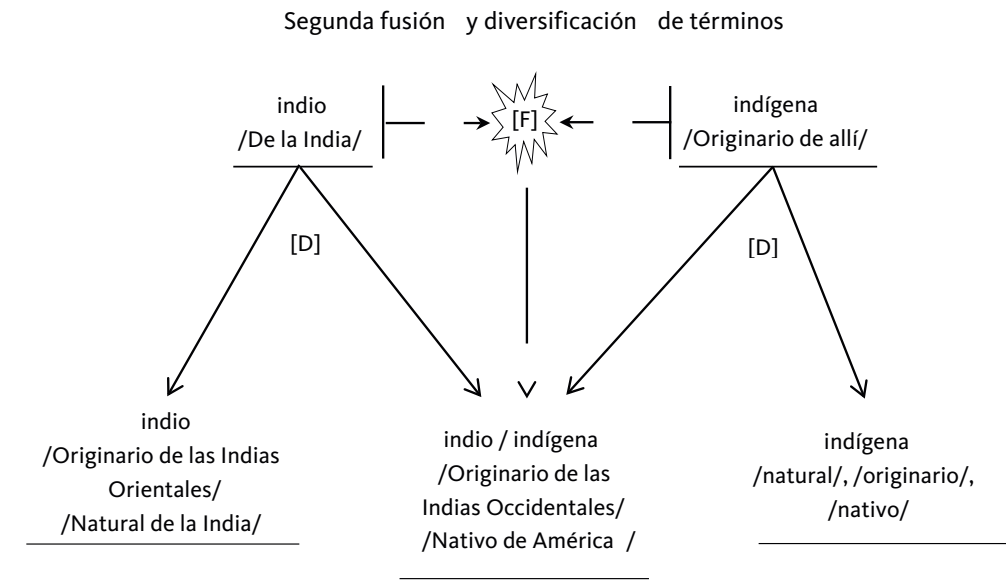 Segunda fusión y diversificación de términos
indio
/De la India/
[F]
indígena
/Originario de allí/
[D]
[D]
indio
/Originario de las Indias
Orientales/
/Natural de la India/
indio / indígena
/Originario de las
Indias Occidentales/
/Nativo de América /
indígena
/natural/, /originario/,
/nativo/